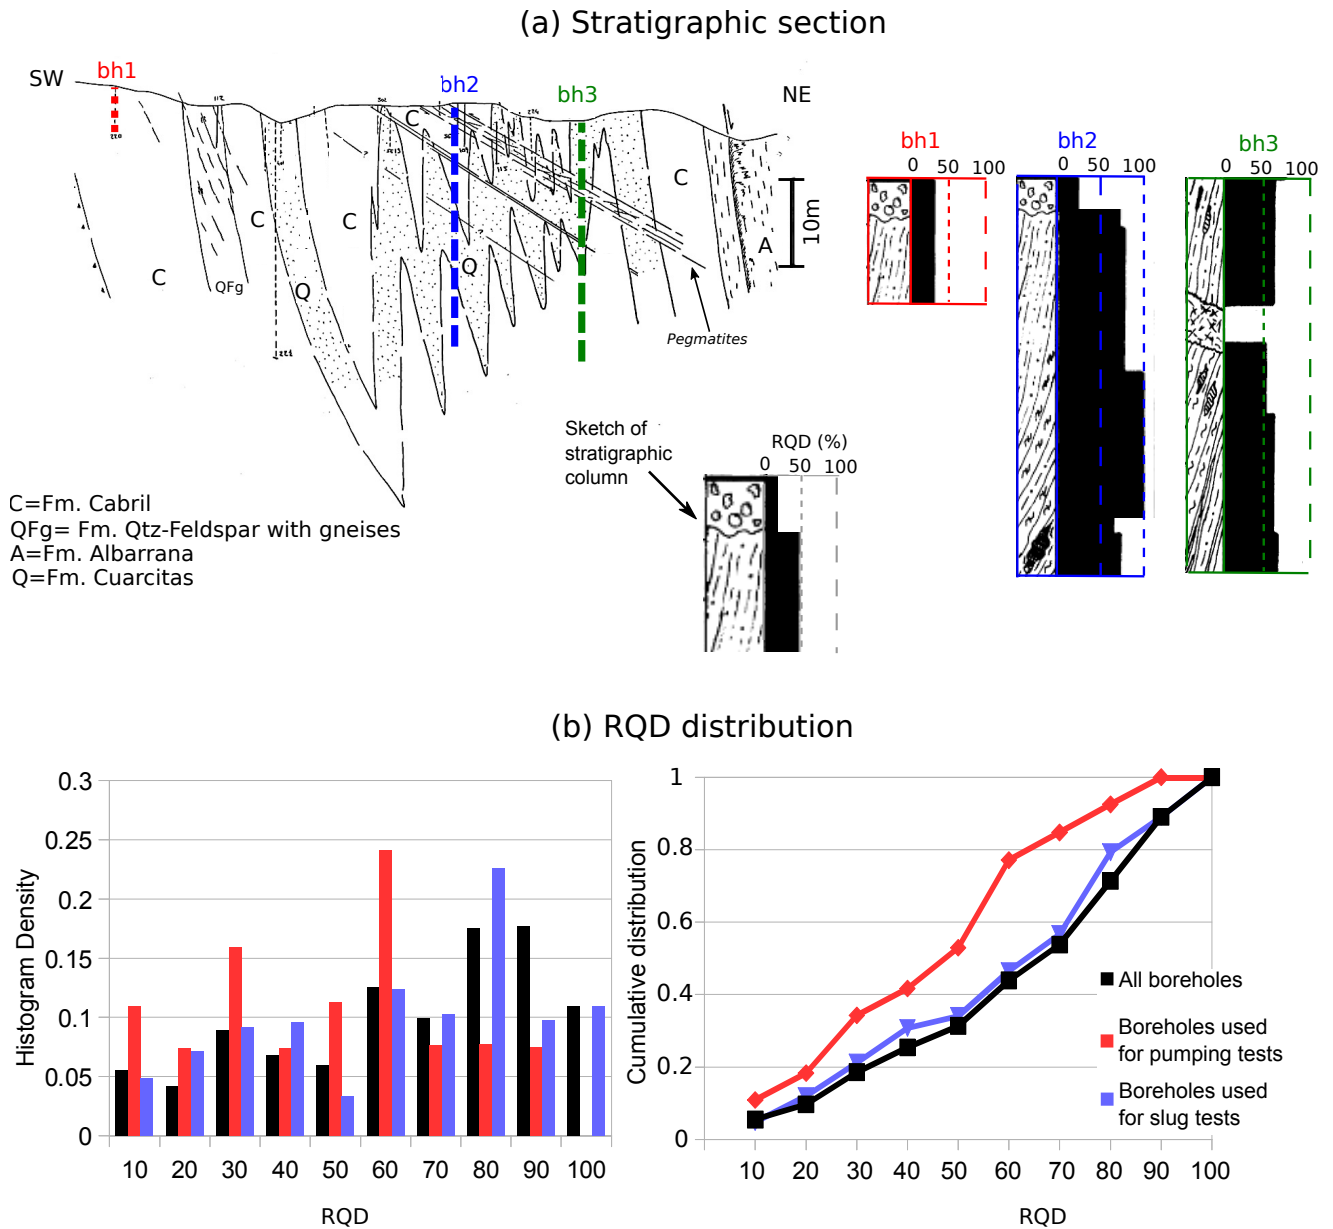 (a) Stratigraphic section
SW
bh1
bh2
bh3
NE
C
C
C
C
C
QFg
Q
Q
A
10m
Pegmatites
bh1
0 50 100
bh2
0 50 100
bh3
0 50 100
Sketch of
stratigraphic
column
RQD (%)
0 50 100
C=Fm. Cabril
QFg= Fm. Qtz-Feldspar with gneises
A=Fm. Albarrana
Q=Fm. Cuarcitas
(b) RQD distribution
Histogram Density
0.3
0.25
0.2
0.15
0.1
0.05
0
10 20 30 40 50 60 70 80 90 100
RQD
Cumulative distribution
1
0.8
0.6
0.4
0.2
0
10 20 30 40 50 60 70 80 90 100
RQD
All boreholes
Boreholes used
for pumping tests
Boreholes used
for slug tests